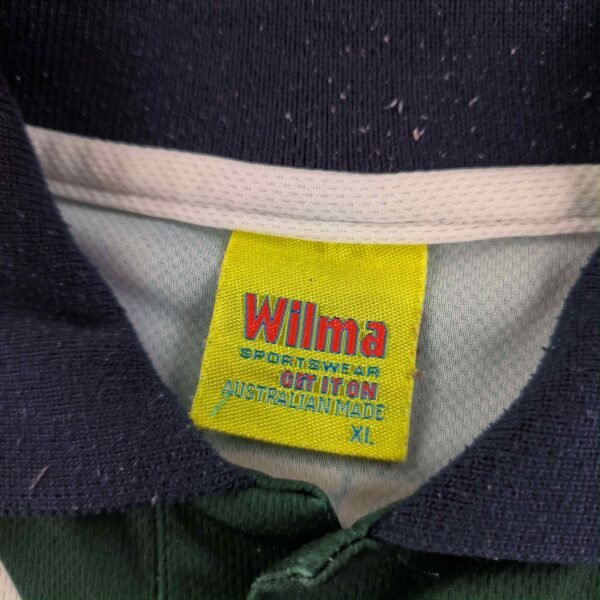 Wilma
SPORTSWEAR
GET IT ON
AUSTRALIAN MADE
XL